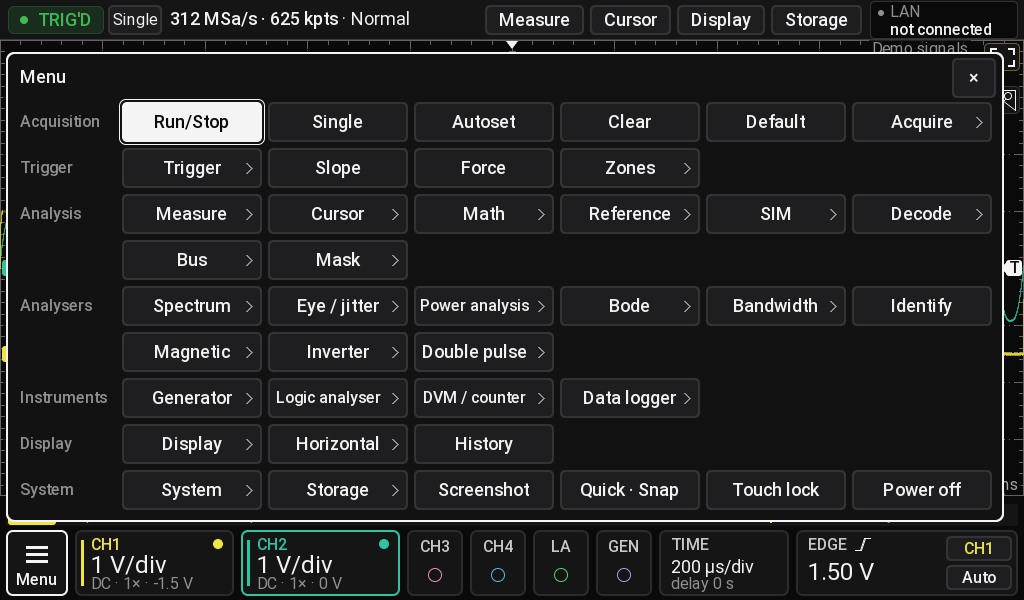 TRIG'D Single 312 MSa/s · 625 kpts · Normal Measure Cursor Display Storage LAN
not connected
Demo signals
Menu ×
Acquisition Run/Stop Single Autoset Clear Default Acquire
Trigger Trigger Slope Force Zones
Analysis Measure Cursor Math Reference SIM Decode
Bus Mask
T
Analysers Spectrum Eye / jitter Power analysis Bode Bandwidth Identify
Magnetic Inverter Double pulse
Instruments Generator Logic analyser DVM / counter Data logger
Display Display Horizontal History
System System Storage Screenshot Quick · Snap Touch lock Power off
Menu
CH1
1 V/div
DC · 1× · -1.5 V
CH2
1 V/div
DC · 1× · 0 V
CH3
CH4
LA
GEN
TIME
200 µs/div
delay 0 s
EDGE
1.50 V
CH1
Auto